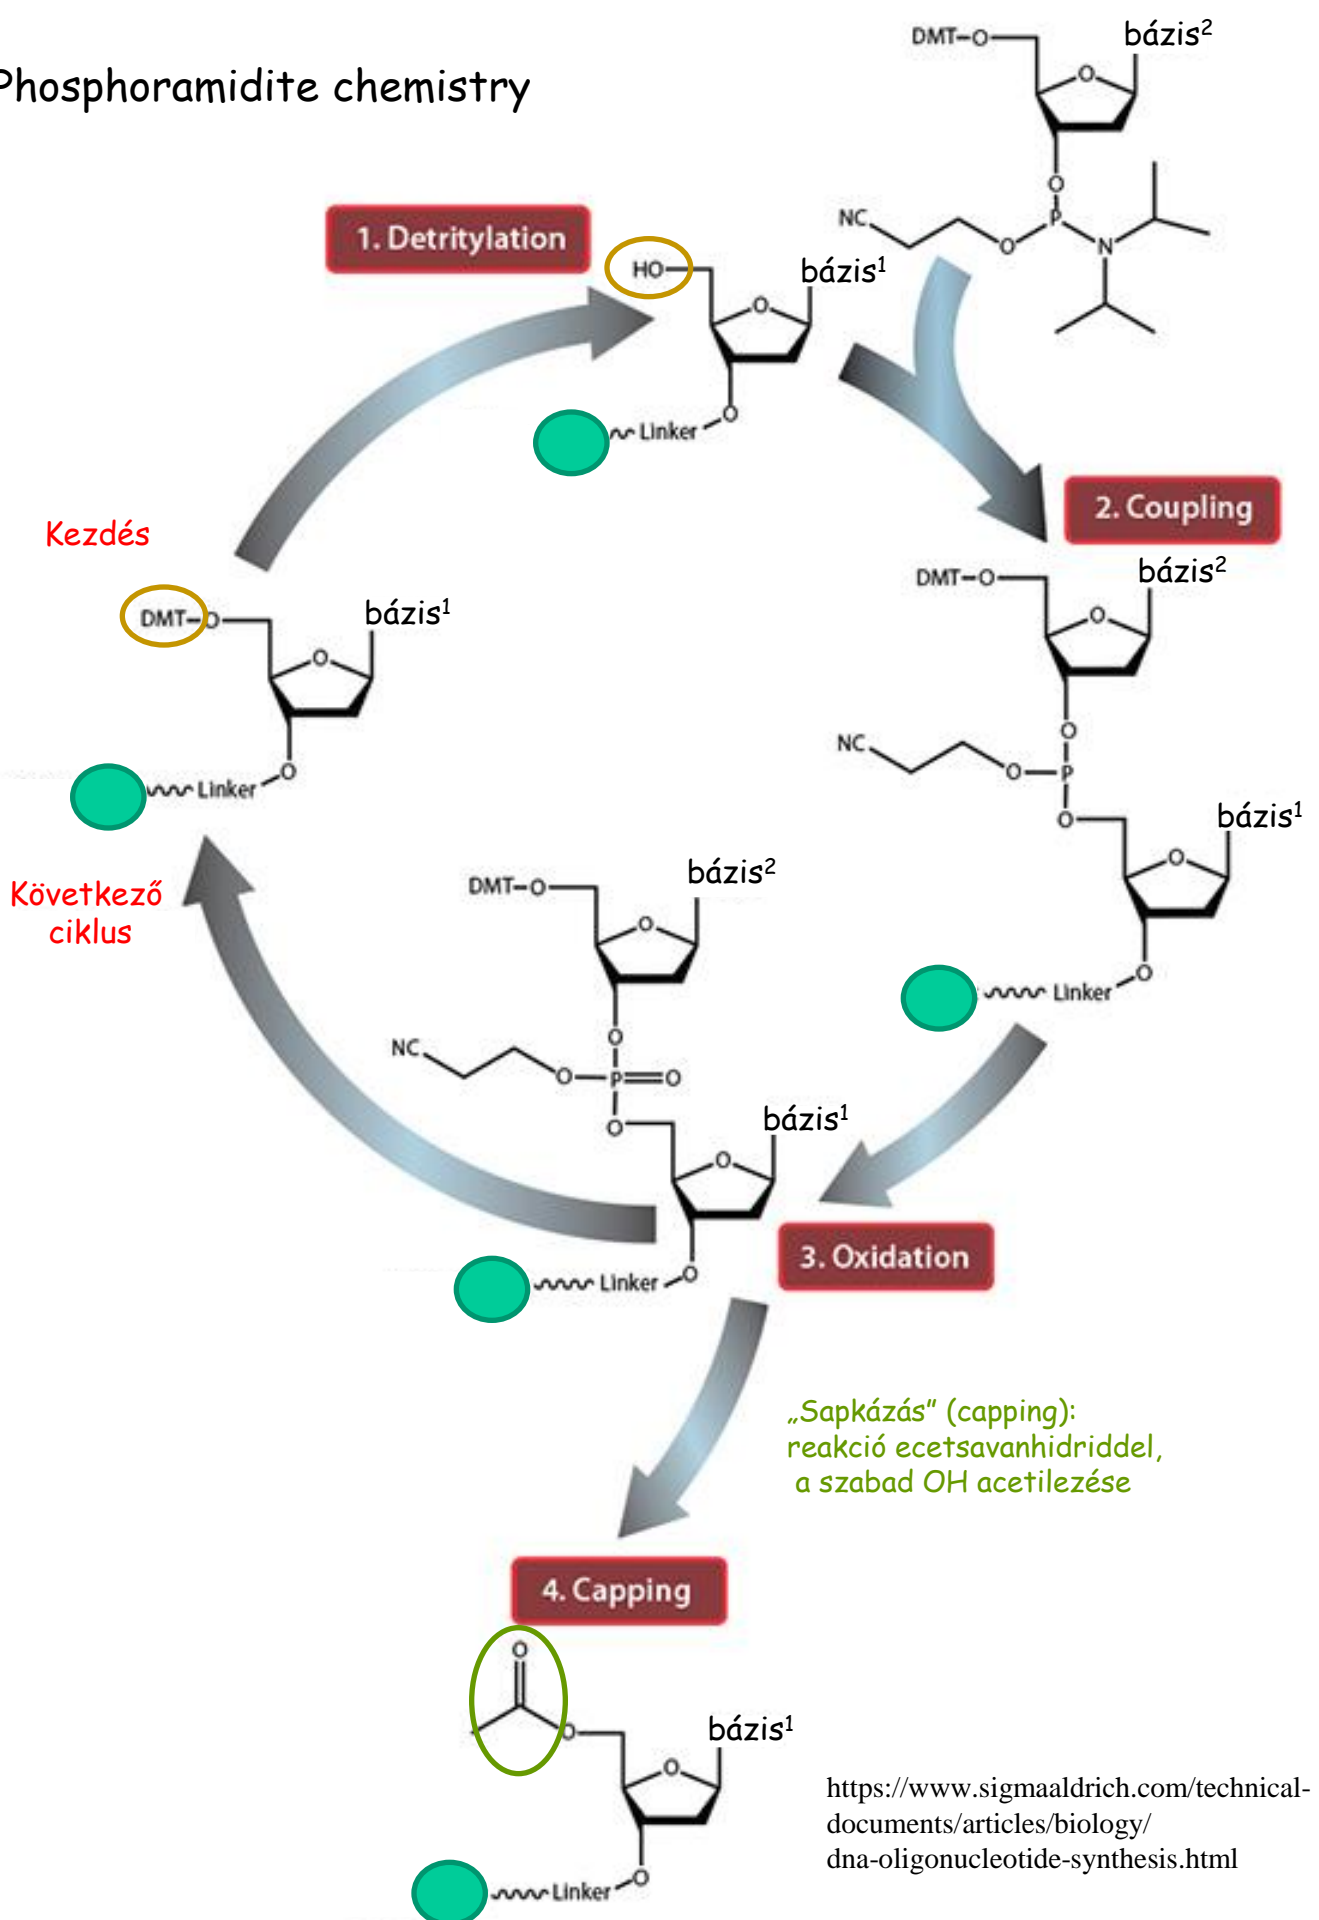 Phosphoramidite chemistry
DMT–O
bázis²
O
O
P
NC
O
N
1. Detritylation
HO
bázis¹
O
O
Linker
2. Coupling
Kezdés
DMT–O
bázis¹
O
O
Linker
DMT–O
bázis²
O
O
NC
O
P
O
bázis¹
O
O
Linker
Következő
ciklus
DMT–O
bázis²
O
O
NC
O
P
O
O
bázis¹
O
O
Linker
3. Oxidation
„Sapkázás” (capping):
reakció ecetsavanhidriddel,
a szabad OH acetilezése
4. Capping
O
O
bázis¹
O
O
Linker
https://www.sigmaaldrich.com/technical-
documents/articles/biology/
dna-oligonucleotide-synthesis.html